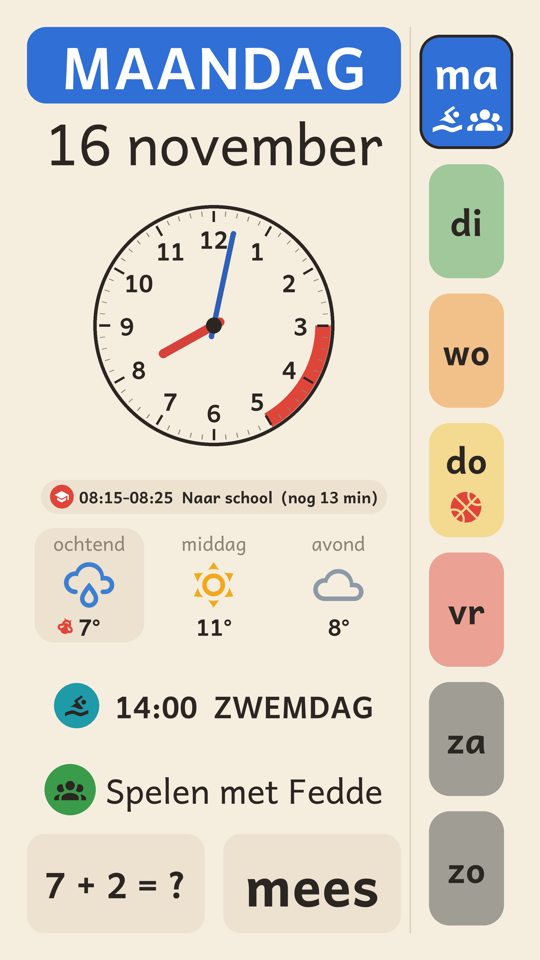 MAANDAG
16 november
12
1
2
3
4
5
6
7
8
9
10
11
08:15-08:25 Naar school (nog 13 min)
ochtend middag avond
7° 11° 8°
14:00 ZWEMDAG
Spelen met Fedde
7 + 2 = ?
mees
ma
di
wo
do
vr
za
zo